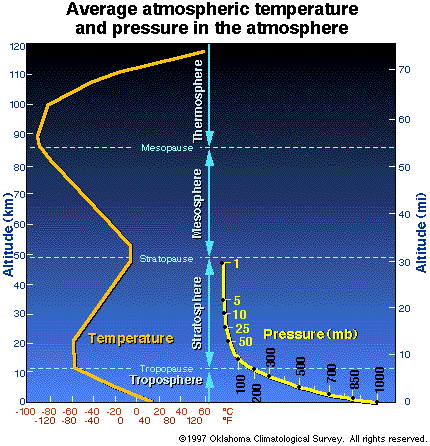 Average atmospheric temperature
and pressure in the atmosphere
120
110
100
90
80
70
60
50
40
30
20
10
0
Altitude (km)
70
60
50
40
30
20
10
0
Altitude (mi)
Thermosphere
Mesopause
Mesosphere
Stratopause
Stratosphere
Tropopause
Troposphere
Temperature
Pressure (mb)
1
5
10
25
50
100
200
300
500
700
850
1000
-100 -80 -60 -40 -20 0 20 40 60 °C
-120 -80 -40 0 40 80 120 °F
©1997 Oklahoma Climatological Survey. All rights reserved.